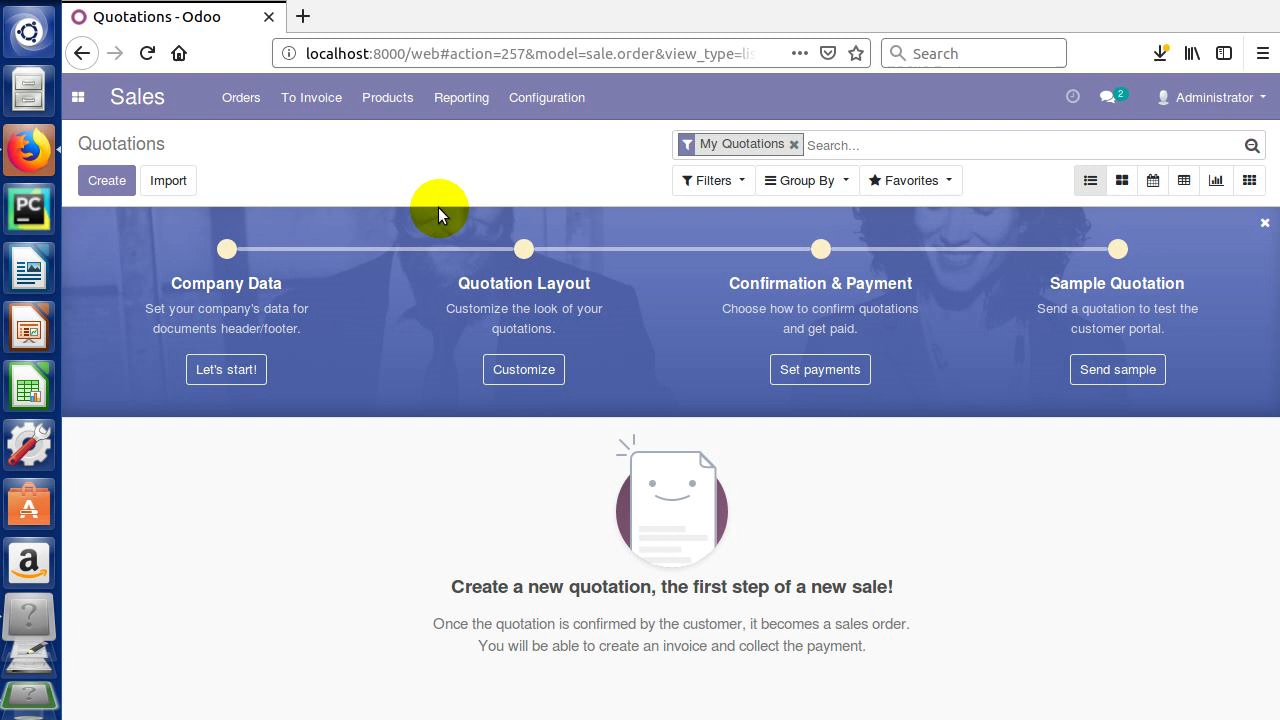 Quotations - Odoo
localhost:8000/web#action=257&model=sale.order&view_type=li
Search
Sales
Orders To Invoice Products Reporting Configuration
2
Administrator
Quotations
My Quotations
Search...
Create Import
Filters Group By Favorites
Company Data
Set your company's data for
documents header/footer.
Let's start!
Quotation Layout
Customize the look of your
quotations.
Customize
Confirmation & Payment
Choose how to confirm quotations
and get paid.
Set payments
Sample Quotation
Send a quotation to test the
customer portal.
Send sample
Create a new quotation, the first step of a new sale!
Once the quotation is confirmed by the customer, it becomes a sales order.
You will be able to create an invoice and collect the payment.
PC
A
a
?
?